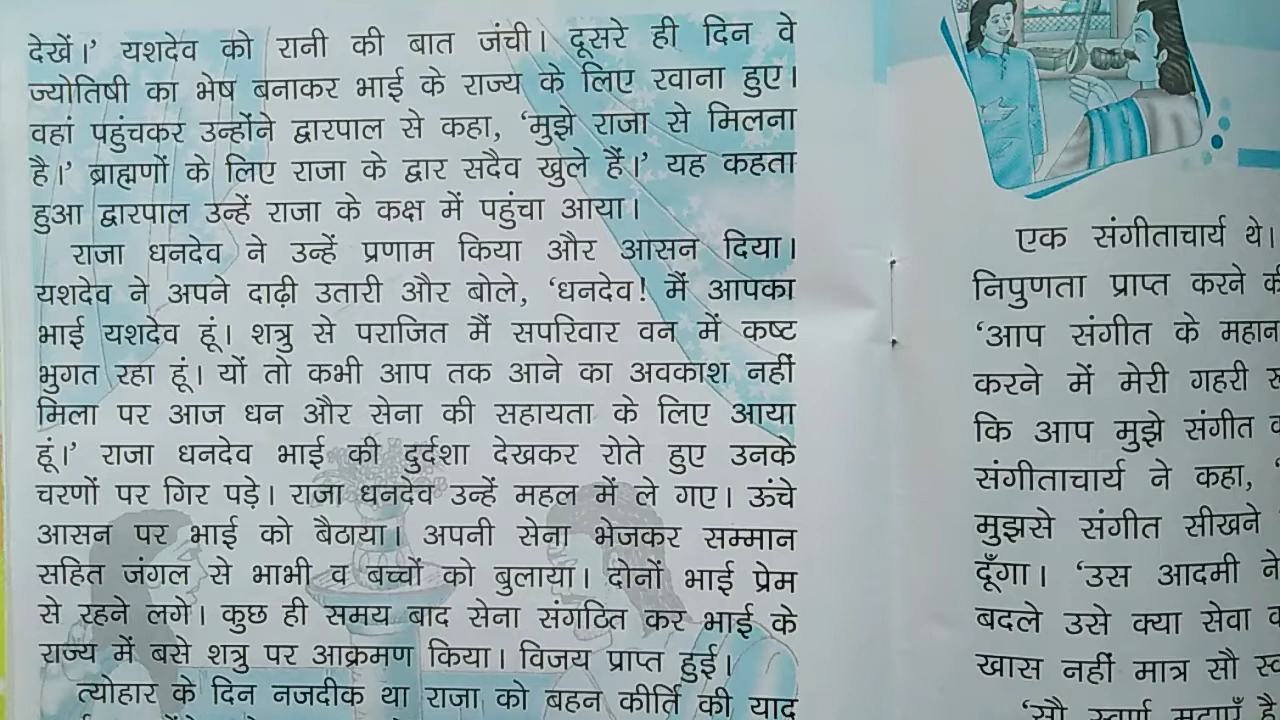 देखें।’ यशदेव को रानी की बात जंची। दूसरे ही दिन वे
ज्योतिषी का भेष बनाकर भाई के राज्य के लिए रवाना हुए।
वहां पहुंचकर उन्होंने द्वारपाल से कहा, ‘मुझे राजा से मिलना
है।’ ब्राह्मणों के लिए राजा के द्वार सदैव खुले हैं।’ यह कहता
हुआ द्वारपाल उन्हें राजा के कक्ष में पहुंचा आया।
राजा धनदेव ने उन्हें प्रणाम किया और आसन दिया।
यशदेव ने अपने दाढ़ी उतारी और बोले, ‘धनदेव! मैं आपका
भाई यशदेव हूं। शत्रु से पराजित मैं सपरिवार वन में कष्ट
भुगत रहा हूं। यों तो कभी आप तक आने का अवकाश नहीं
मिला पर आज धन और सेना की सहायता के लिए आया
हूं।’ राजा धनदेव भाई की दुर्दशा देखकर रोते हुए उनके
चरणों पर गिर पड़े। राजा धनदेव उन्हें महल में ले गए। ऊंचे
आसन पर भाई को बैठाया। अपनी सेना भेजकर सम्मान
सहित जंगल से भाभी व बच्चों को बुलाया। दोनों भाई प्रेम
से रहने लगे। कुछ ही समय बाद सेना संगठित कर भाई के
राज्य में बसे शत्रु पर आक्रमण किया। विजय प्राप्त हुई।
त्योहार के दिन नजदीक था राजा को बहन कीर्ति की याद
एक संगीताचार्य थे।
निपुणता प्राप्त करने
‘आप संगीत के महान
करने में मेरी गहरी
कि आप मुझे संगीत
संगीताचार्य ने कहा,
मुझसे संगीत सीखने
दूँगा। ‘उस आदमी ने
बदले उसे क्या सेवा
खास नहीं मात्र सौ
‘सौ स्वर्ण मुद्राएँ